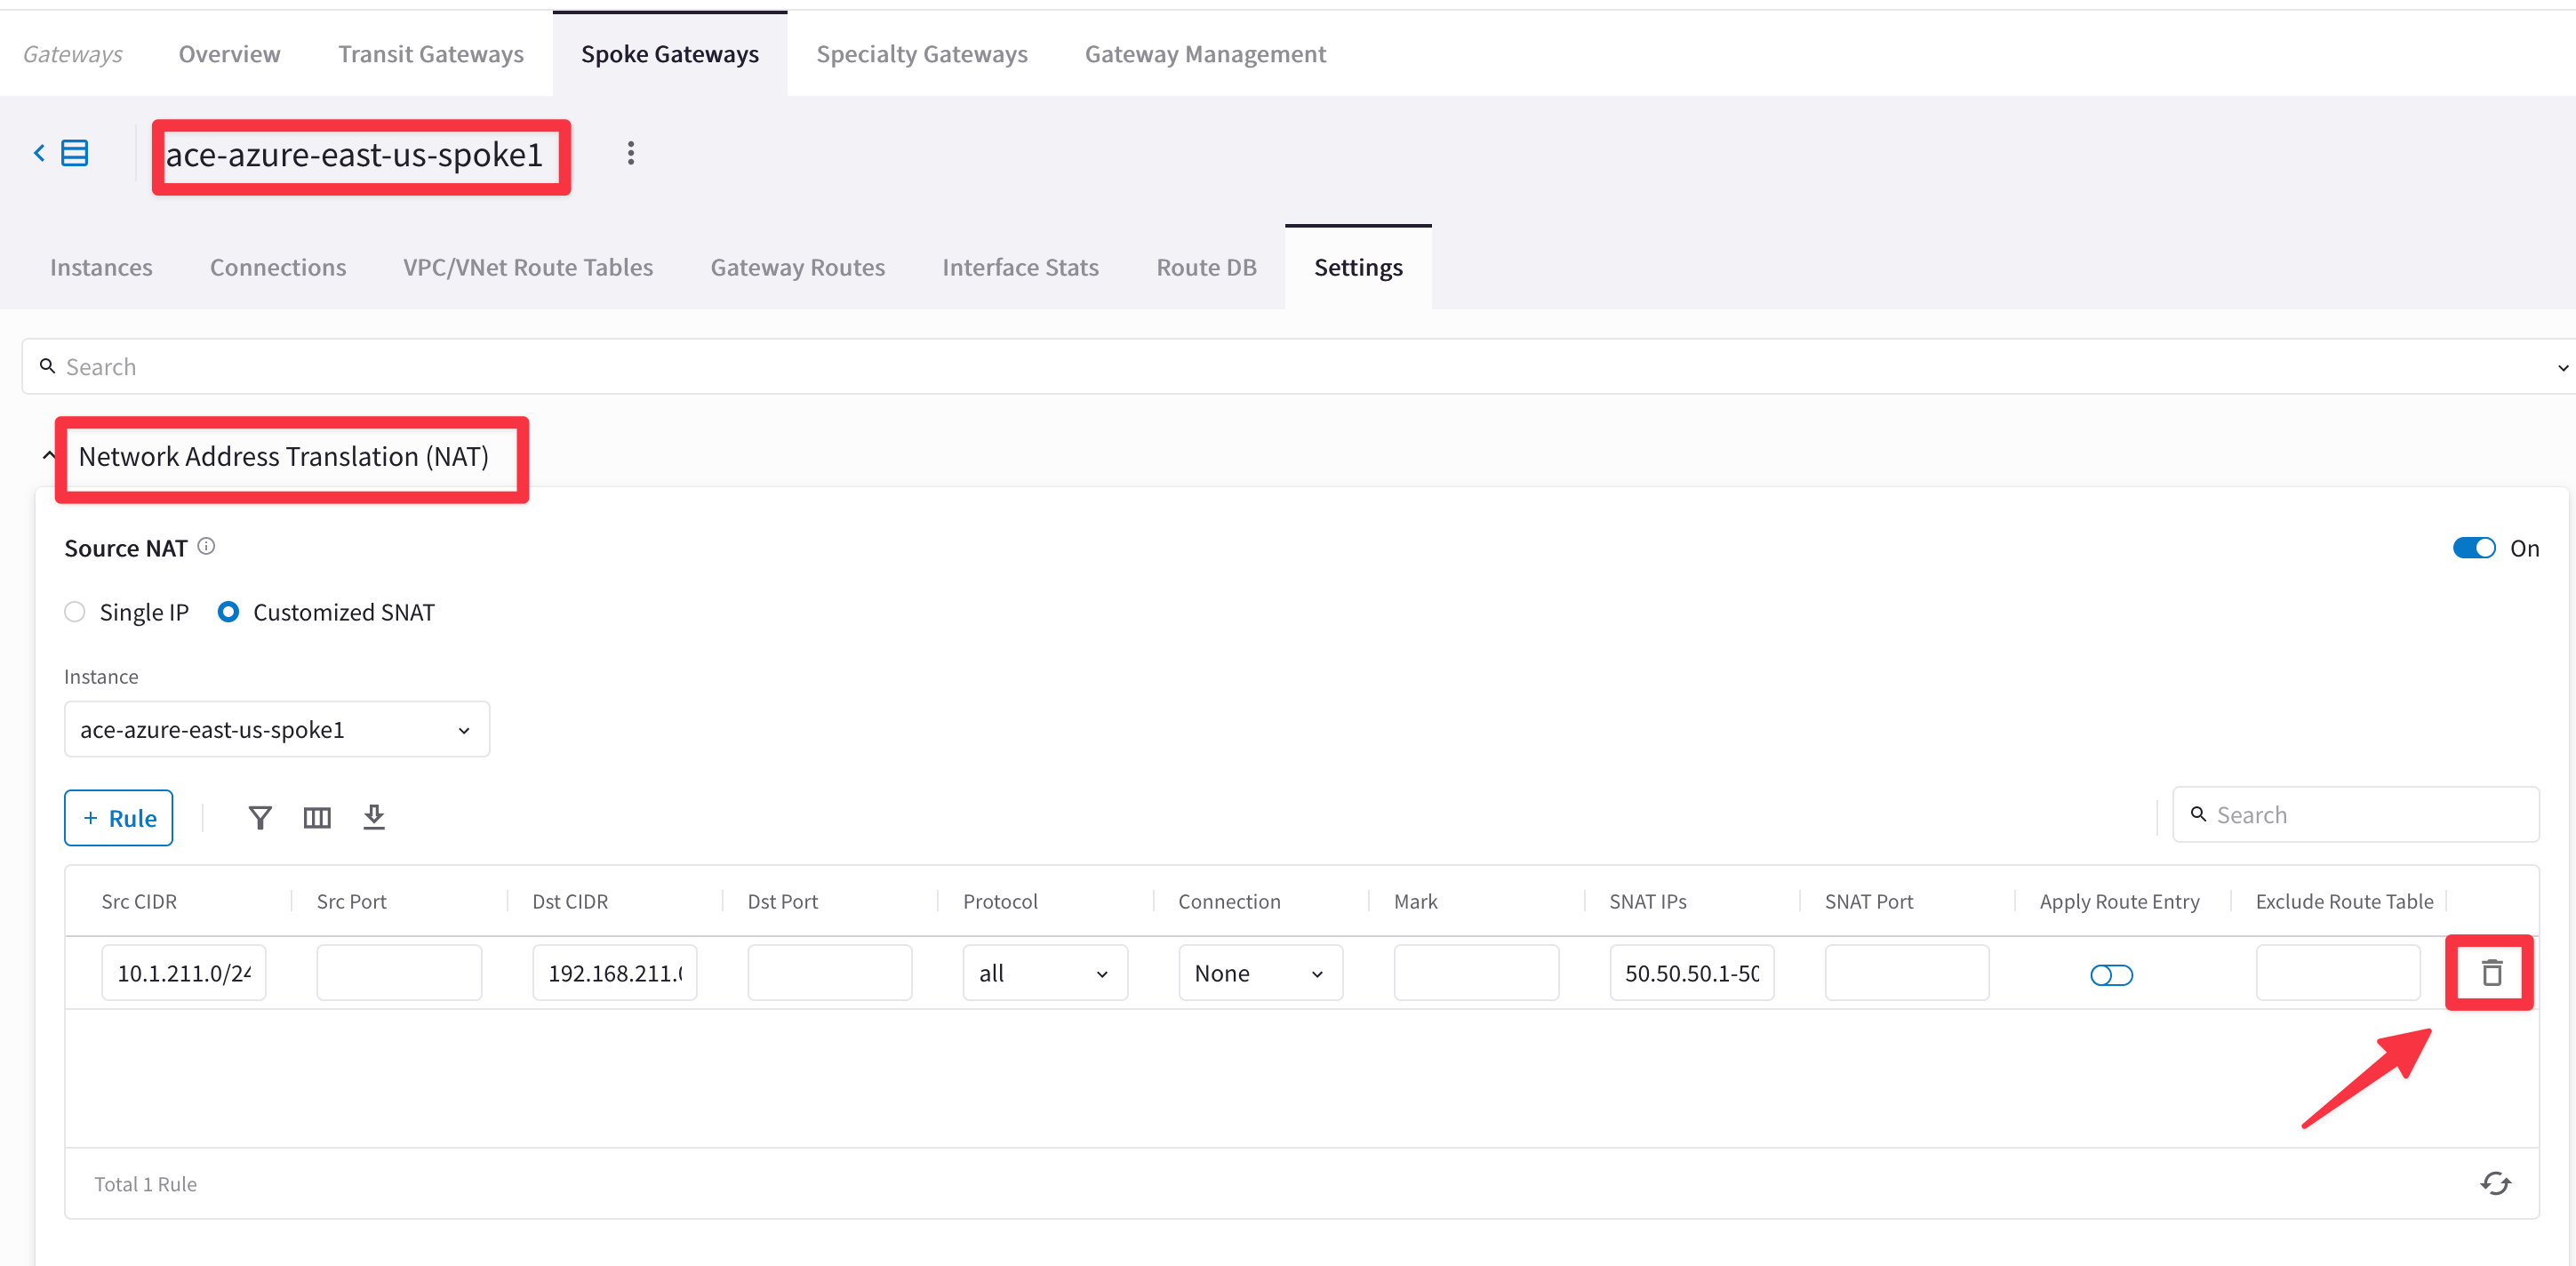 Gateways Overview Transit Gateways Spoke Gateways Specialty Gateways Gateway Management
ace-azure-east-us-spoke1
Instances Connections VPC/VNet Route Tables Gateway Routes Interface Stats Route DB Settings
Search
Network Address Translation (NAT)
Source NAT On
Single IP Customized SNAT
Instance
ace-azure-east-us-spoke1
+ Rule Search
Src CIDR Src Port Dst CIDR Dst Port Protocol Connection Mark SNAT IPs SNAT Port Apply Route Entry Exclude Route Table
10.1.211.0/24 192.168.211. all None 50.50.50.1-50
Total 1 Rule